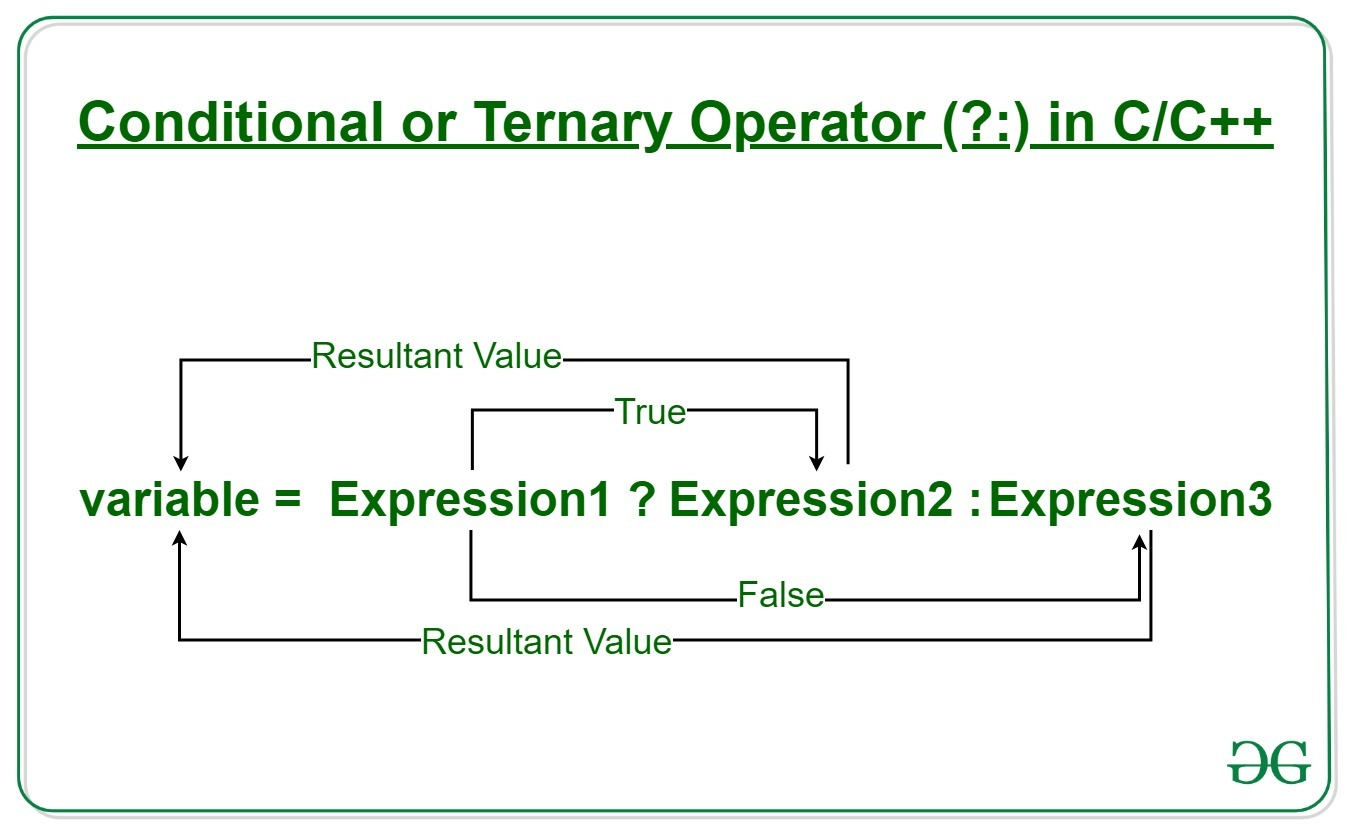 Conditional or Ternary Operator (?:) in C/C++
Resultant Value
True
variable = Expression1 ? Expression2 : Expression3
False
Resultant Value